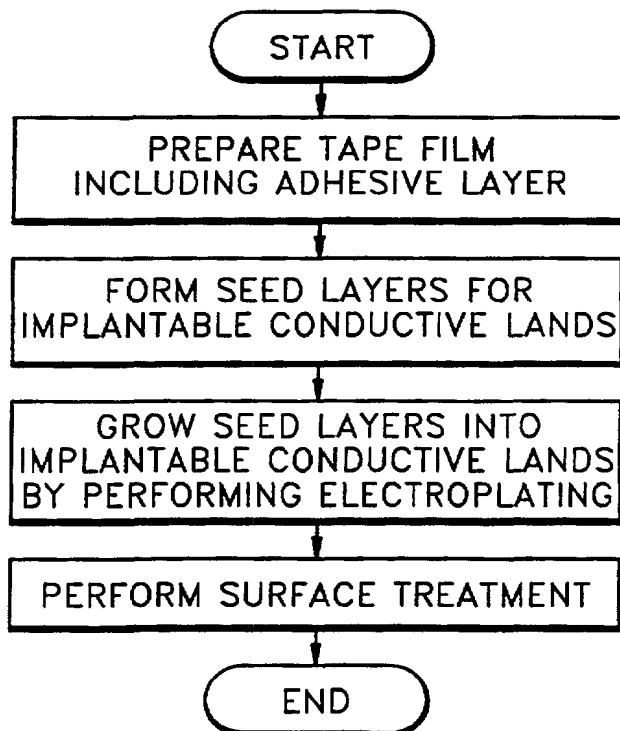 START
PREPARE TAPE FILM
INCLUDING ADHESIVE LAYER
FORM SEED LAYERS FOR
IMPLANTABLE CONDUCTIVE LANDS
GROW SEED LAYERS INTO
IMPLANTABLE CONDUCTIVE LANDS
BY PERFORMING ELECTROPLATING
PERFORM SURFACE TREATMENT
END